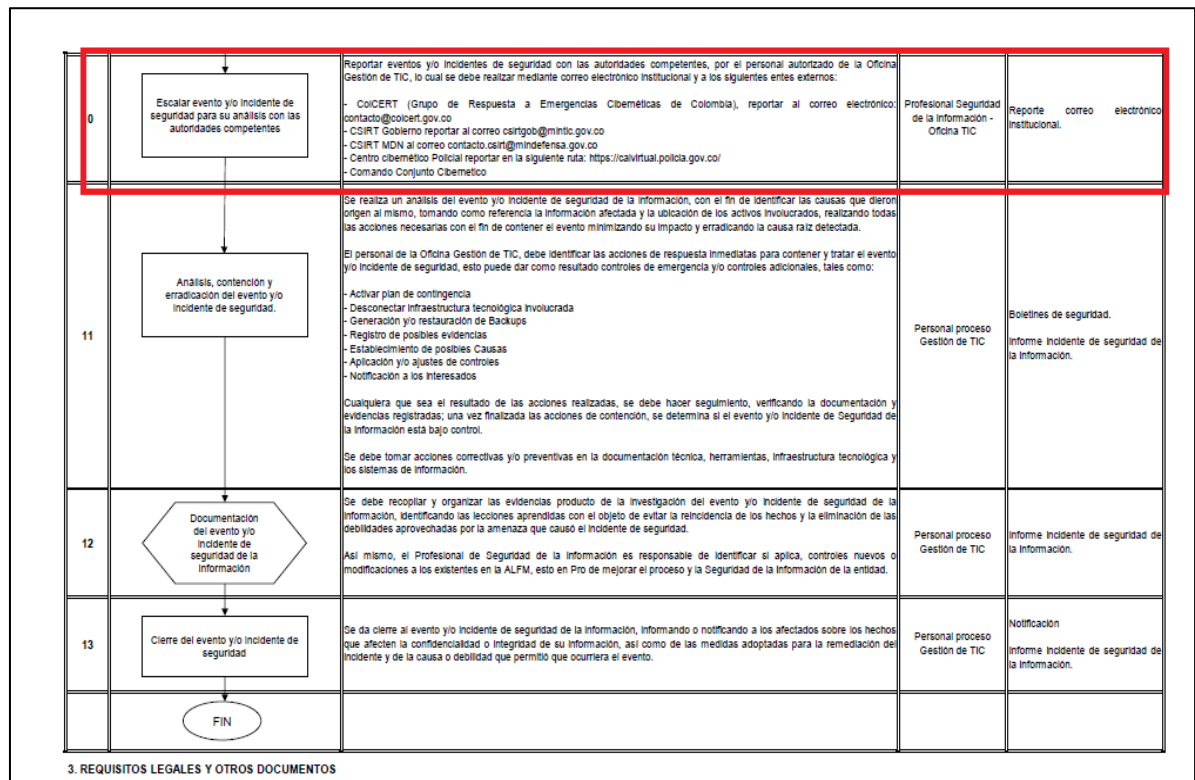 0
Escalar evento y/o Incidente de
seguridad para su análisis con las
autoridades competentes
Reportar eventos y/o Incidentes de seguridad con las autoridades competentes, por el personal autorizado de la Oficina
Gestión de TIC, lo cual se debe realizar mediante correo electrónico Institucional y a los siguientes entes externos:
- ColCERT (Grupo de Respuesta a Emergencias Cibeméticas de Colombia), reportar al correo electrónico:
contacto@colcert.gov.co
- CSIRT Gobierno reportar al correo csirtgob@mintic.gov.co
- CSIRT MDN al correo contacto.csirt@mindefensa.gov.co
- Centro cibemético Policial reportar en la siguiente ruta: https://caivirtual.policia.gov.co/
- Comando Conjunto Cibemetico
Profesional Seguridad
de la Información -
Oficina TIC
Reporte correo electrónico
Institucional.
11
Análisis, contención y
erradicación del evento y/o
Incidente de seguridad.
Se realiza un análisis del evento y/o Incidente de seguridad de la Información, con el fin de Identificar las causas que dieron
origen al mismo, tomando como referencia la Información afectada y la ubicación de los activos Involucrados, realizando todas
las acciones necesarias con el fin de contener el evento minimizando su Impacto y erradicando la causa raíz detectada.
El personal de la Oficina Gestión de TIC, debe Identificar las acciones de respuesta Inmediatas para contener y tratar el evento
y/o Incidente de seguridad, esto puede dar como resultado controles de emergencia y/o controles adicionales, tales como:
- Activar plan de contingencia
- Desconectar Infraestructura tecnológica Involucrada
- Generación y/o restauración de Backups
- Registro de posibles evidencias
- Establecimiento de posibles Causas
- Aplicación y/o ajustes de controles
- Notificación a los Interesados
Cualquiera que sea el resultado de las acciones realizadas, se debe hacer seguimiento, verificando la documentación y
evidencias registradas; una vez finalizada las acciones de contención, se determina si el evento y/o Incidente de Seguridad de
la Información está bajo control.
Se debe tomar acciones correctivas y/o preventivas en la documentación técnica, herramientas, Infraestructura tecnológica y
los sistemas de Información.
Personal proceso
Gestión de TIC
Boletines de seguridad.
Informe Incidente de seguridad de
la Información.
12
Documentación
del evento y/o
Incidente de
seguridad de la
Información
Se debe recopilar y organizar las evidencias producto de la Investigación del evento y/o Incidente de seguridad de la
Información, Identificando las lecciones aprendidas con el objeto de evitar la reincidencia de los hechos y la eliminación de las
debilidades aprovechadas por la amenaza que causó el Incidente de seguridad.
Así mismo, el Profesional de Seguridad de la Información es responsable de Identificar si aplica, controles nuevos o
modificaciones a los existentes en la ALFM, esto en Pro de mejorar el proceso y la Seguridad de la Información de la entidad.
Personal proceso
Gestión de TIC
Informe Incidente de seguridad de
la Información.
13
Cierre del evento y/o Incidente de
seguridad
Se da cierre al evento y/o Incidente de seguridad de la Información, Informando o notificando a los afectados sobre los hechos
que afecten la confidencialidad o Integridad de su Información, así como de las medidas adoptadas para la remediación del
Incidente y de la causa o debilidad que permitió que ocurriera el evento.
Personal proceso
Gestión de TIC
Notificación
Informe Incidente de seguridad de
la Información.
FIN
3. REQUISITOS LEGALES Y OTROS DOCUMENTOS